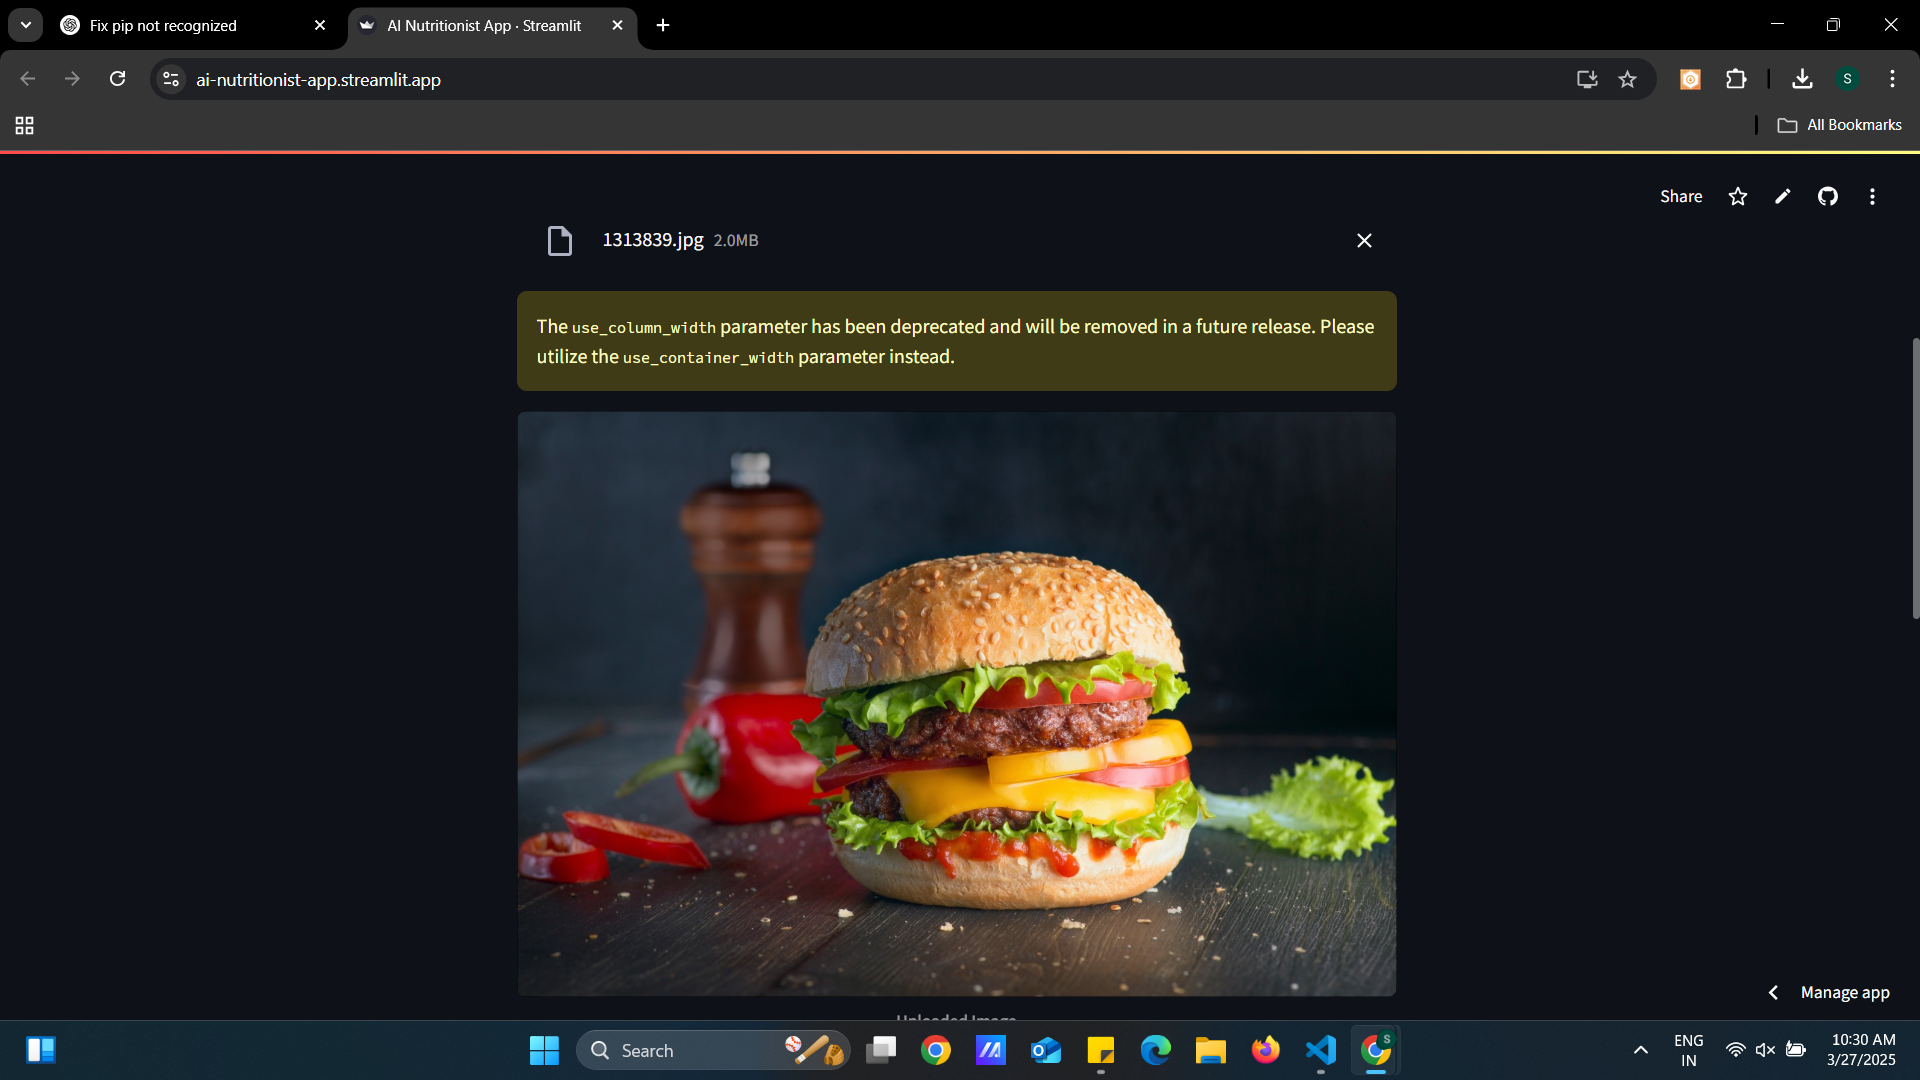 Fix pip not recognized
AI Nutritionist App · Streamlit
ai-nutritionist-app.streamlit.app
S
All Bookmarks
Share
1313839.jpg 2.0MB
The use_column_width parameter has been deprecated and will be removed in a future release. Please
utilize the use_container_width parameter instead.
Uploaded Image
Manage app
Search
S
ENG
IN
10:30 AM
3/27/2025